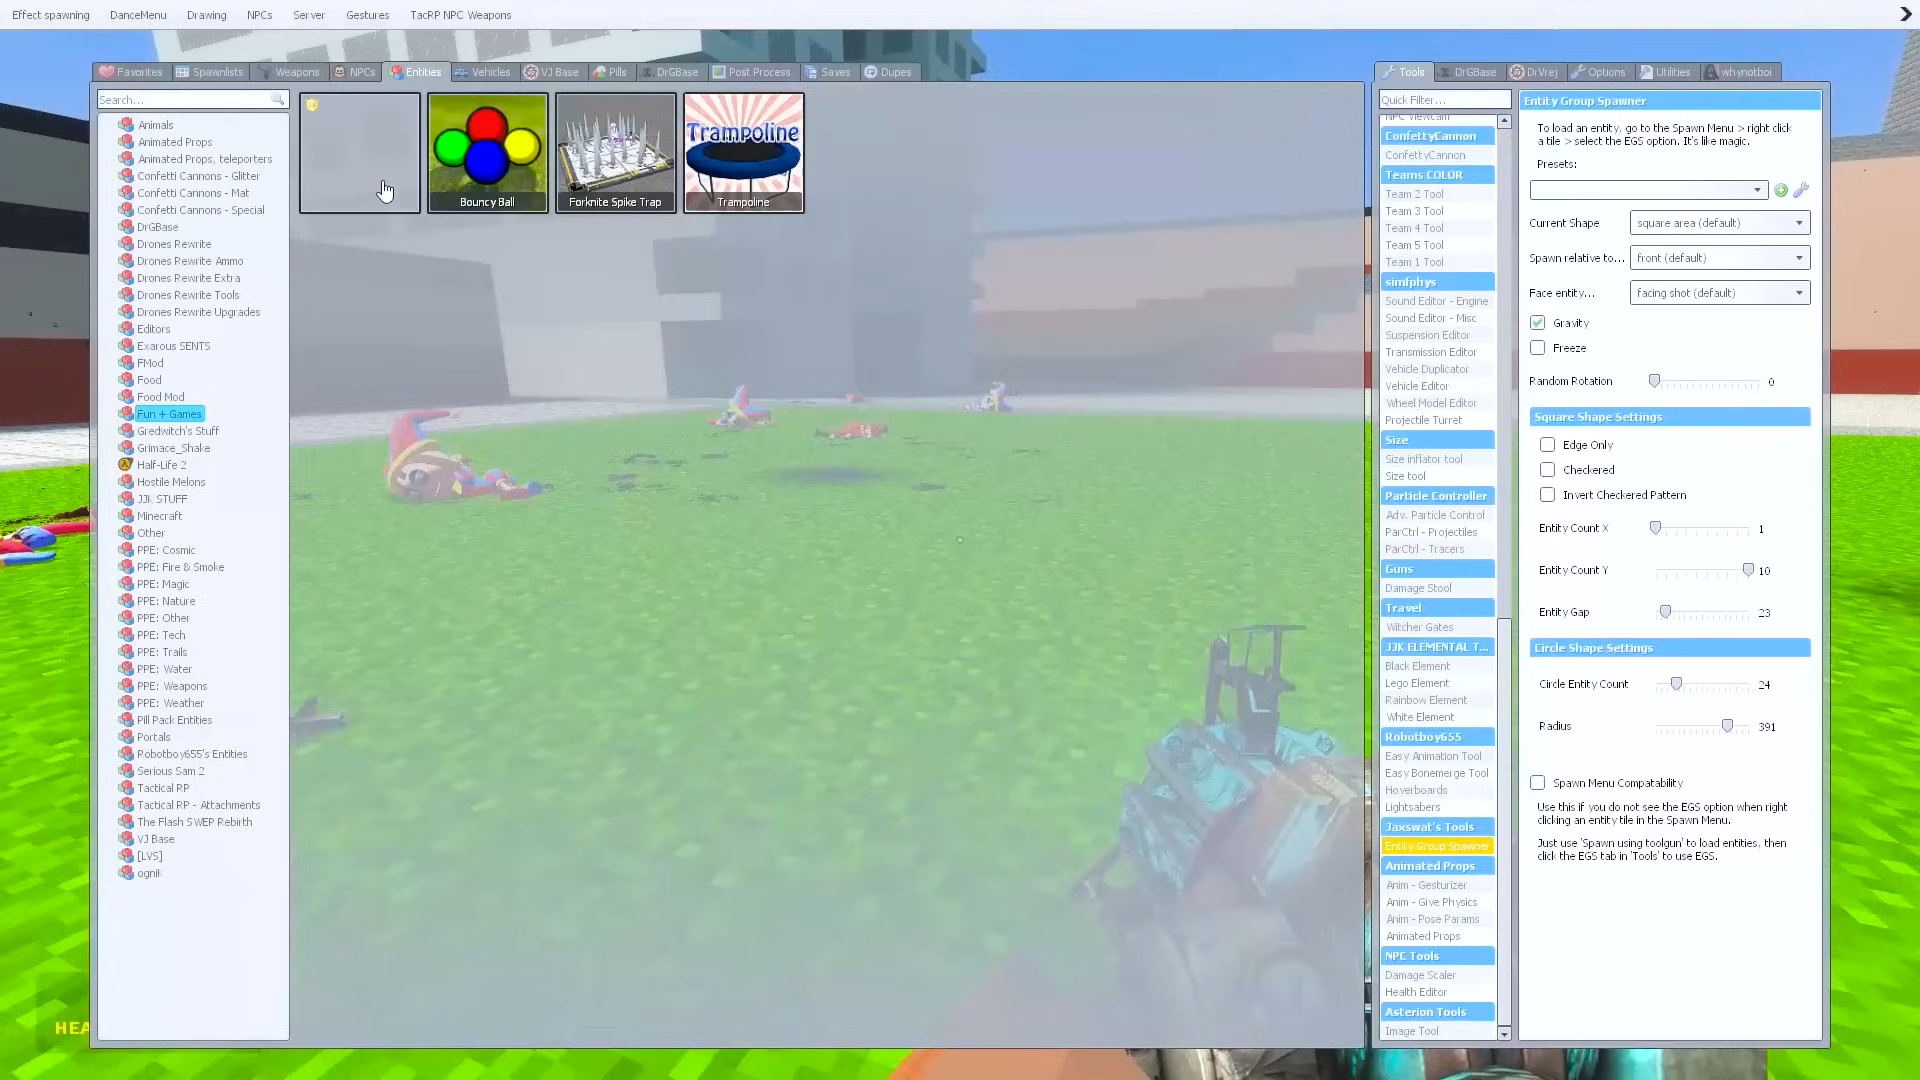 Effect spawning DanceMenu Drawing NPCs Server Gestures TacRP NPC Weapons
Favorites Spawnlists Weapons NPCs Entities Vehicles VJ Base Pills DrGBase Post Process Saves Dupes
Search...
Animals
Animated Props
Animated Props, teleporters
Confetti Cannons - Glitter
Confetti Cannons - Mat
Confetti Cannons - Special
DrGBase
Drones Rewrite
Drones Rewrite Ammo
Drones Rewrite Extra
Drones Rewrite Tools
Drones Rewrite Upgrades
Editors
Exarous SENTS
FMod
Food
Food Mod
Fun + Games
Gredwitch's Stuff
Grimace_Shake
Half-Life 2
Hostile Melons
JJK STUFF
Minecraft
Other
PPE: Cosmic
PPE: Fire & Smoke
PPE: Magic
PPE: Nature
PPE: Other
PPE: Tech
PPE: Trails
PPE: Water
PPE: Weapons
PPE: Weather
Pill Pack Entities
Portals
Robotboy655's Entities
Serious Sam 2
Tactical RP
Tactical RP - Attachments
The Flash SWEP Rebirth
VJ Base
[LVS]
ognik
Bouncy Ball
Forknite Spike Trap
Trampoline
Trampoline
HEA
Tools DrGBase DrVrej Options Utilities whynotboi
Quick Filter...
NPC Viewcam
ConfettyCannon
ConfettyCannon
Teams COLOR
Team 2 Tool
Team 3 Tool
Team 4 Tool
Team 5 Tool
Team 1 Tool
simfphys
Sound Editor - Engine
Sound Editor - Misc
Suspension Editor
Transmission Editor
Vehicle Duplicator
Vehicle Editor
Wheel Model Editor
Projectile Turret
Size
Size inflator tool
Size tool
Particle Controller
Adv. Particle Control
ParCtrl - Projectiles
ParCtrl - Tracers
Guns
Damage Stool
Travel
Witcher Gates
JJK ELEMENTAL T...
Black Element
Lego Element
Rainbow Element
White Element
Robotboy655
Easy Animation Tool
Easy Bonemerge Tool
Hoverboards
Lightsabers
Jaxswat's Tools
Entity Group Spawner
Animated Props
Anim - Gesturizer
Anim - Give Physics
Anim - Pose Params
Animated Props
NPC Tools
Damage Scaler
Health Editor
Asterion Tools
Image Tool
Entity Group Spawner
To load an entity, go to the Spawn Menu > right click
a tile > select the EGS option. It's like magic.
Presets:
Current Shape square area (default)
Spawn relative to... front (default)
Face entity... facing shot (default)
Gravity
Freeze
Random Rotation 0
Square Shape Settings
Edge Only
Checkered
Invert Checkered Pattern
Entity Count X 1
Entity Count Y 10
Entity Gap 23
Circle Shape Settings
Circle Entity Count 24
Radius 391
Spawn Menu Compatability
Use this if you do not see the EGS option when right
clicking an entity tile in the Spawn Menu.
Just use 'Spawn using toolgun' to load entities, then
click the EGS tab in 'Tools' to use EGS.